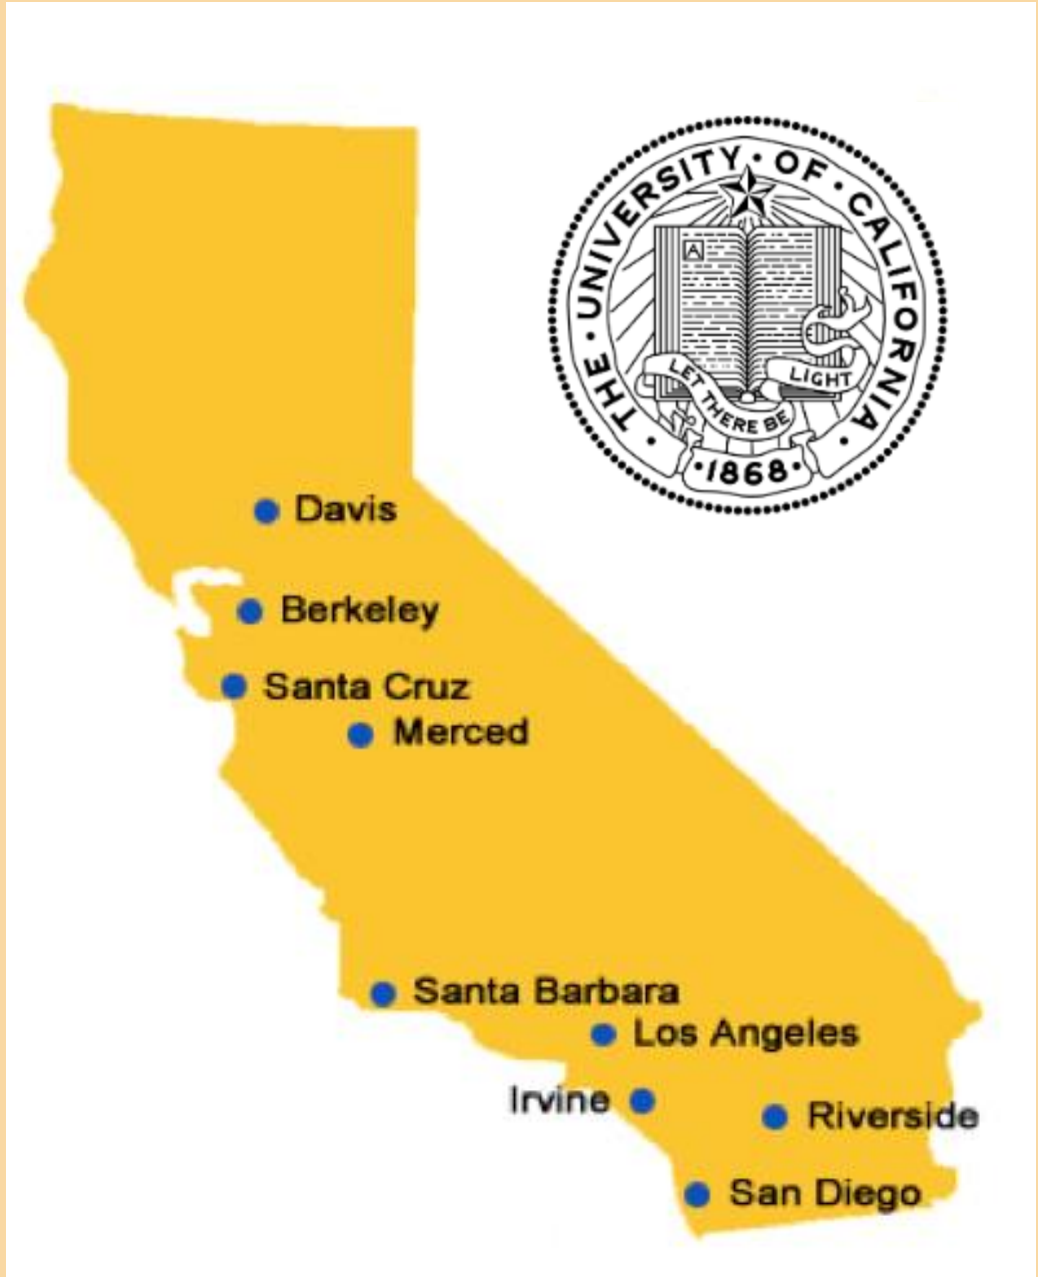 THE · UNIVERSITY · OF · CALIFORNIA
A
LET THERE BE
LIGHT
· 1868 ·
Davis
Berkeley
Santa Cruz
Merced
Santa Barbara
Los Angeles
Irvine
Riverside
San Diego